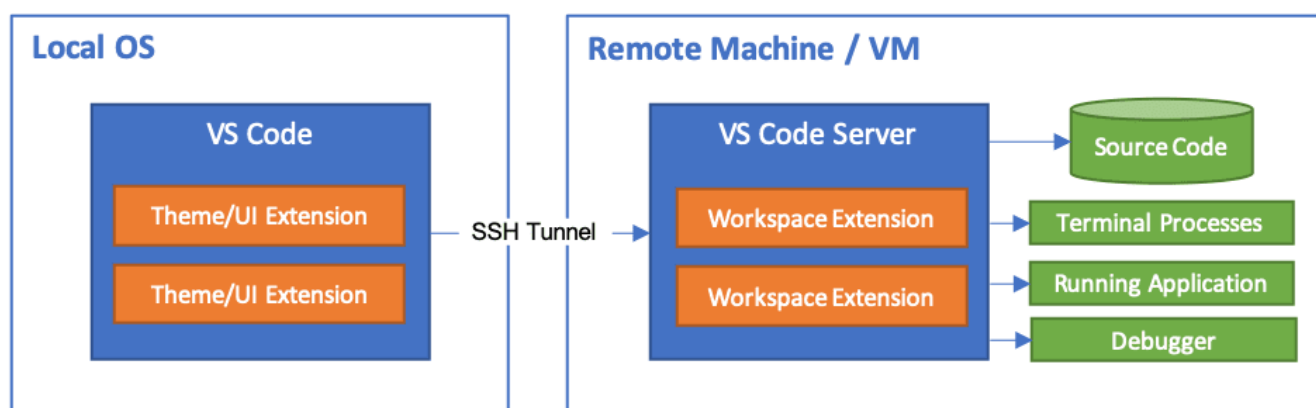 Local OS
VS Code
Theme/UI Extension
Theme/UI Extension
SSH Tunnel
Remote Machine / VM
VS Code Server
Workspace Extension
Workspace Extension
Source Code
Terminal Processes
Running Application
Debugger